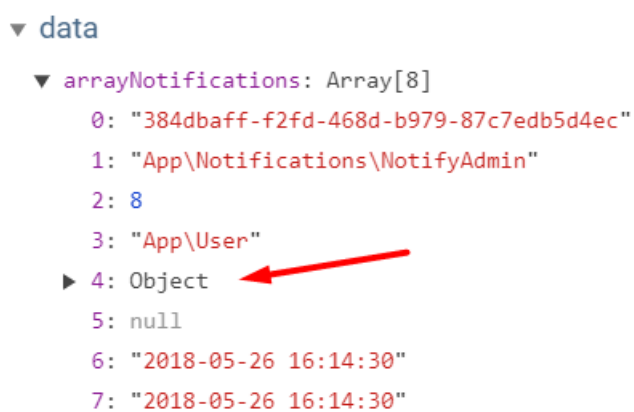 data
arrayNotifications: Array[8]
0: "384dbaff-f2fd-468d-b979-87c7edb5d4ec"
1: "App\Notifications\NotifyAdmin"
2: 8
3: "App\User"
4: Object
5: null
6: "2018-05-26 16:14:30"
7: "2018-05-26 16:14:30"